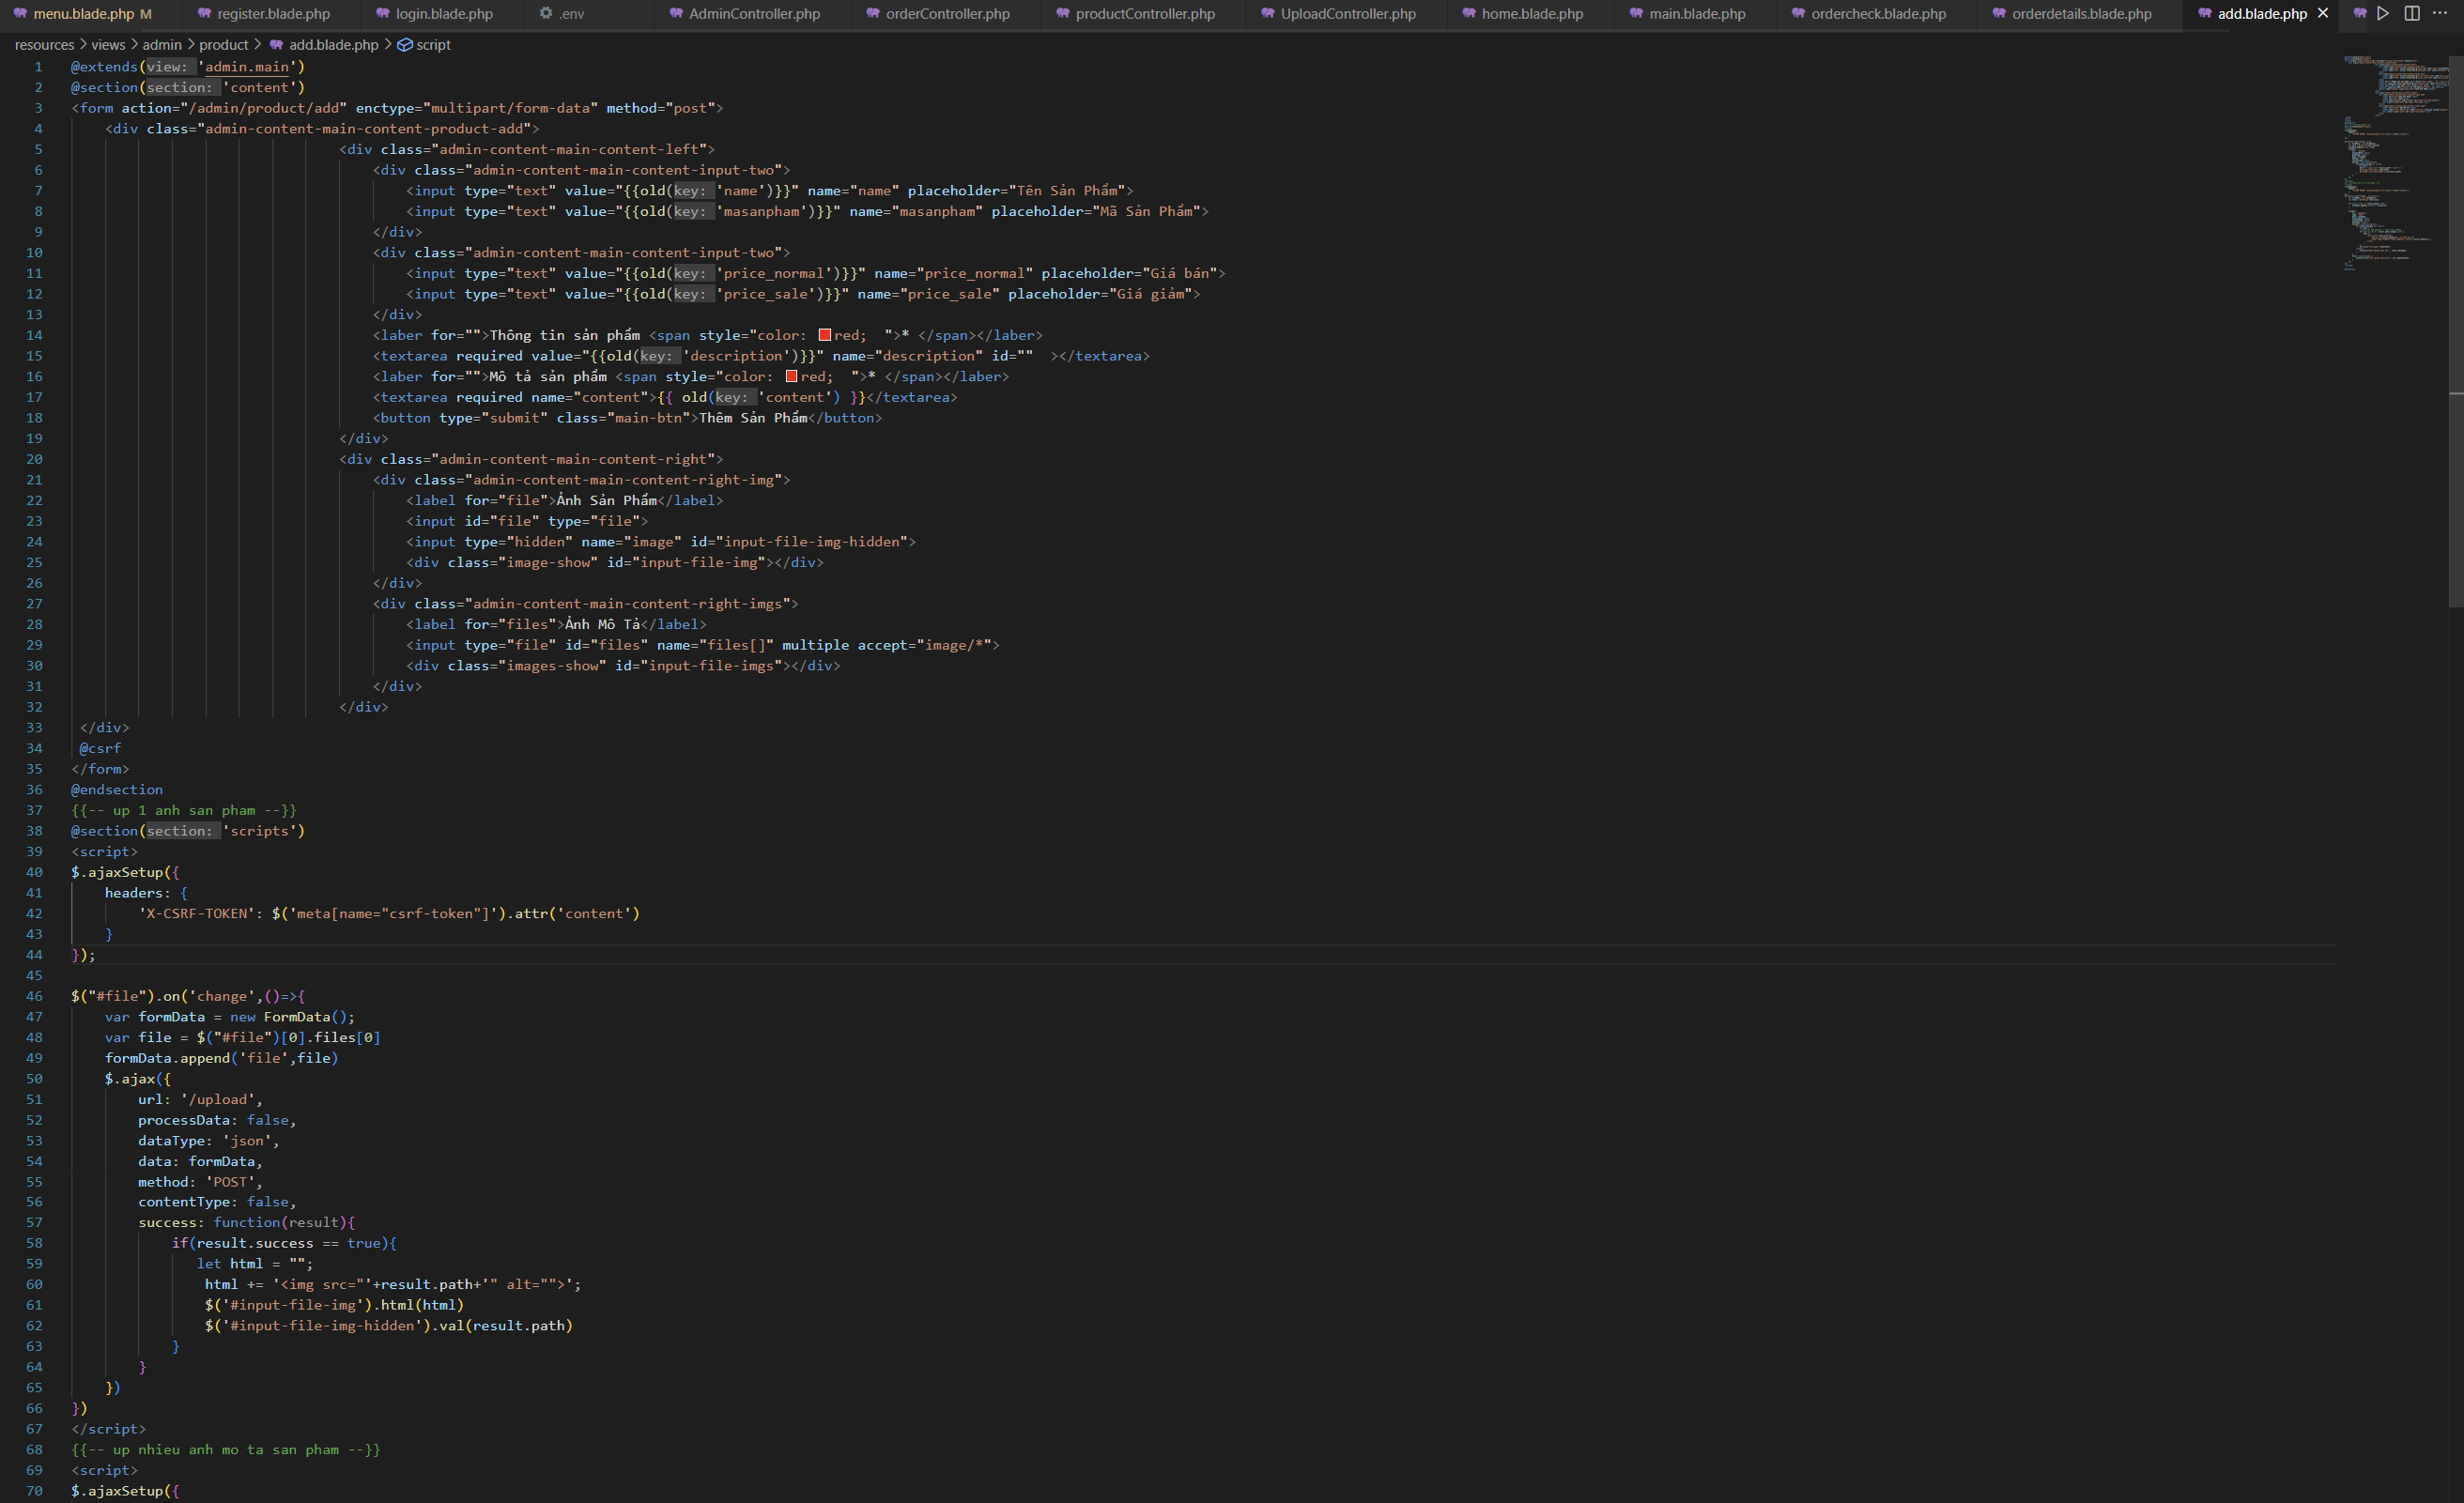 menu.blade.php M register.blade.php login.blade.php .env AdminController.php orderController.php productController.php UploadController.php home.blade.php main.blade.php ordercheck.blade.php orderdetails.blade.php add.blade.php
resources > views > admin > product > add.blade.php > script
1 @extends(view: 'admin.main')
2 @section(section: 'content')
3 <form action="/admin/product/add" enctype="multipart/form-data" method="post">
4 <div class="admin-content-main-content-product-add">
5 <div class="admin-content-main-content-left">
6 <div class="admin-content-main-content-input-two">
7 <input type="text" value="{{old(key: 'name')}}" name="name" placeholder="Tên Sản Phẩm">
8 <input type="text" value="{{old(key: 'masanpham')}}" name="masanpham" placeholder="Mã Sản Phẩm">
9 </div>
10 <div class="admin-content-main-content-input-two">
11 <input type="text" value="{{old(key: 'price_normal')}}" name="price_normal" placeholder="Giá bán">
12 <input type="text" value="{{old(key: 'price_sale')}}" name="price_sale" placeholder="Giá giảm">
13 </div>
14 <laber for="">Thông tin sản phẩm <span style="color: red;  ">* </span></laber>
15 <textarea required value="{{old(key: 'description')}}" name="description" id=""  ></textarea>
16 <laber for="">Mô tả sản phẩm <span style="color: red;  ">* </span></laber>
17 <textarea required name="content">{{ old(key: 'content') }}</textarea>
18 <button type="submit" class="main-btn">Thêm Sản Phẩm</button>
19 </div>
20 <div class="admin-content-main-content-right">
21 <div class="admin-content-main-content-right-img">
22 <label for="file">Ảnh Sản Phẩm</label>
23 <input id="file" type="file">
24 <input type="hidden" name="image" id="input-file-img-hidden">
25 <div class="image-show" id="input-file-img"></div>
26 </div>
27 <div class="admin-content-main-content-right-imgs">
28 <label for="files">Ảnh Mô Tả</label>
29 <input type="file" id="files" name="files[]" multiple accept="image/*">
30 <div class="images-show" id="input-file-imgs"></div>
31 </div>
32 </div>
33 </div>
34 @csrf
35 </form>
36 @endsection
37 {{-- up 1 anh san pham --}}
38 @section(section: 'scripts')
39 <script>
40 $.ajaxSetup({
41 headers: {
42 'X-CSRF-TOKEN': $('meta[name="csrf-token"]').attr('content')
43 }
44 });
45
46 $("#file").on('change',()=>{
47 var formData = new FormData();
48 var file = $("#file")[0].files[0]
49 formData.append('file',file)
50 $.ajax({
51 url: '/upload',
52 processData: false,
53 dataType: 'json',
54 data: formData,
55 method: 'POST',
56 contentType: false,
57 success: function(result){
58 if(result.success == true){
59 let html = "";
60 html += '<img src="'+result.path+'" alt="">';
61 $('#input-file-img').html(html)
62 $('#input-file-img-hidden').val(result.path)
63 }
64 }
65 })
66 })
67 </script>
68 {{-- up nhieu anh mo ta san pham --}}
69 <script>
70 $.ajaxSetup({